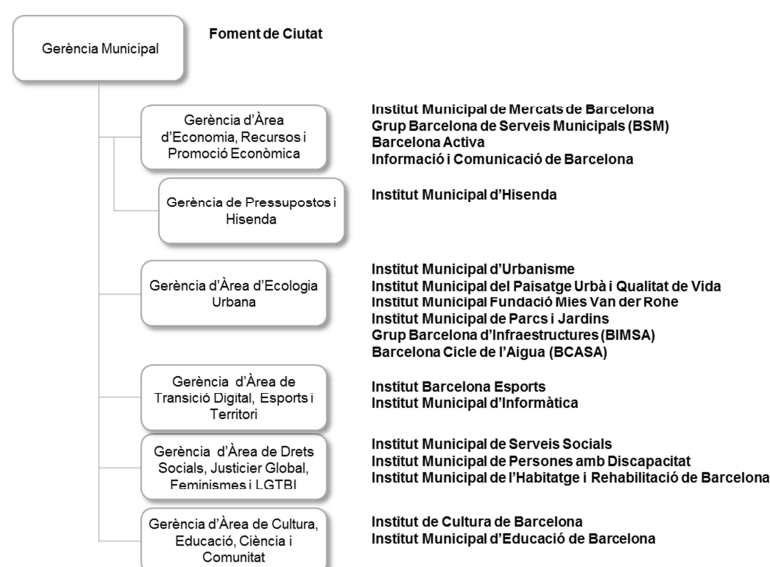 Gerència Municipal
Foment de Ciutat
Gerència d'Àrea
d'Economia, Recursos i
Promoció Econòmica
Institut Municipal de Mercats de Barcelona
Grup Barcelona de Serveis Municipals (BSM)
Barcelona Activa
Informació i Comunicació de Barcelona
Gerència de Pressupostos i
Hisenda
Institut Municipal d'Hisenda
Gerència d'Àrea d'Ecologia
Urbana
Institut Municipal d'Urbanisme
Institut Municipal del Paisatge Urbà i Qualitat de Vida
Institut Municipal Fundació Mies Van der Rohe
Institut Municipal de Parcs i Jardins
Grup Barcelona d'Infraestructures (BIMSA)
Barcelona Cicle de l'Aigua (BCASA)
Gerència d'Àrea de
Transició Digital, Esports i
Territori
Institut Barcelona Esports
Institut Municipal d'Informàtica
Gerència d'Àrea de Drets
Socials, Justicier Global,
Feminismes i LGTBI
Institut Municipal de Serveis Socials
Institut Municipal de Persones amb Discapacitat
Institut Municipal de l'Habitatge i Rehabilitació de Barcelona
Gerència d'Àrea de Cultura,
Educació, Ciència i
Comunitat
Institut de Cultura de Barcelona
Institut Municipal d'Educació de Barcelona